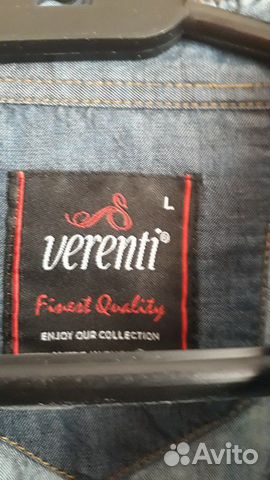 L
verenti®
Finest Quality
ENJOY OUR COLLECTION
Avito